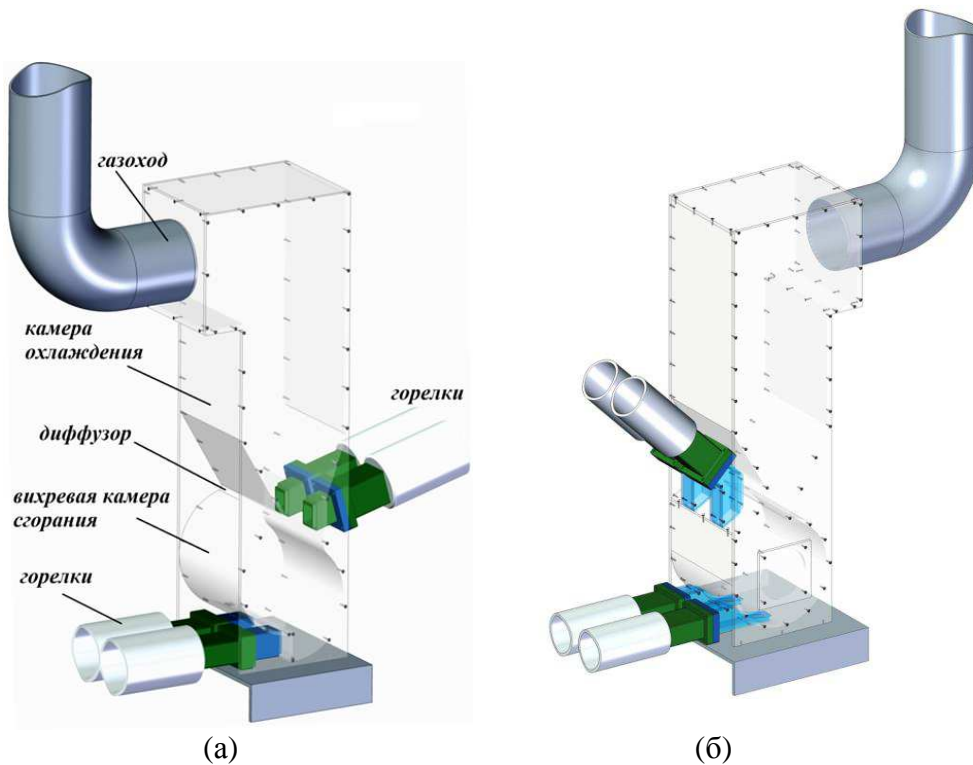 газоход
камера
охлаждения
горелки
диффузор
вихревая камера
сгорания
горелки
(а)
(б)